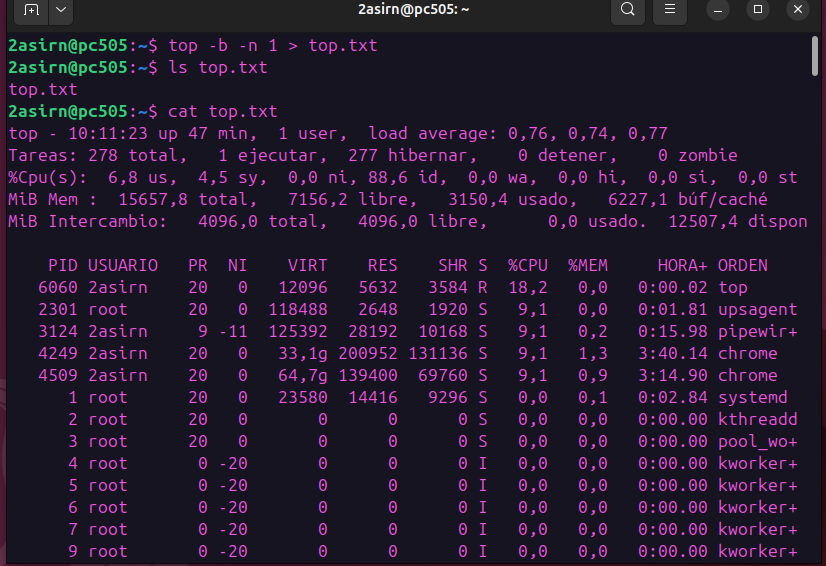 2asirn@pc505: ~
2asirn@pc505:~$ top -b -n 1 > top.txt
2asirn@pc505:~$ ls top.txt
top.txt
2asirn@pc505:~$ cat top.txt
top - 10:11:23 up 47 min,  1 user,  load average: 0,76, 0,74, 0,77
Tareas: 278 total,   1 ejecutar,  277 hibernar,    0 detener,    0 zombie
%Cpu(s):  6,8 us,  4,5 sy,  0,0 ni, 88,6 id,  0,0 wa,  0,0 hi,  0,0 si,  0,0 st
MiB Mem :  15657,8 total,   7156,2 libre,   3150,4 usado,   6227,1 búf/caché
MiB Intercambio:   4096,0 total,   4096,0 libre,      0,0 usado.  12507,4 dispon
PID USUARIO   PR  NI    VIRT    RES    SHR S  %CPU  %MEM     HORA+ ORDEN
6060 2asirn    20   0   12096   5632   3584 R  18,2   0,0   0:00.02 top
2301 root      20   0  118488   2648   1920 S   9,1   0,0   0:01.81 upsagent
3124 2asirn     9 -11  125392  28192  10168 S   9,1   0,2   0:15.98 pipewir+
4249 2asirn    20   0   33,1g 200952 131136 S   9,1   1,3   3:40.14 chrome
4509 2asirn    20   0   64,7g 139400  69760 S   9,1   0,9   3:14.90 chrome
1 root      20   0   23580  14416   9296 S   0,0   0,1   0:02.84 systemd
2 root      20   0       0      0      0 S   0,0   0,0   0:00.00 kthreadd
3 root      20   0       0      0      0 S   0,0   0,0   0:00.00 pool_wo+
4 root       0 -20       0      0      0 I   0,0   0,0   0:00.00 kworker+
5 root       0 -20       0      0      0 I   0,0   0,0   0:00.00 kworker+
6 root       0 -20       0      0      0 I   0,0   0,0   0:00.00 kworker+
7 root       0 -20       0      0      0 I   0,0   0,0   0:00.00 kworker+
9 root       0 -20       0      0      0 I   0,0   0,0   0:00.00 kworker+